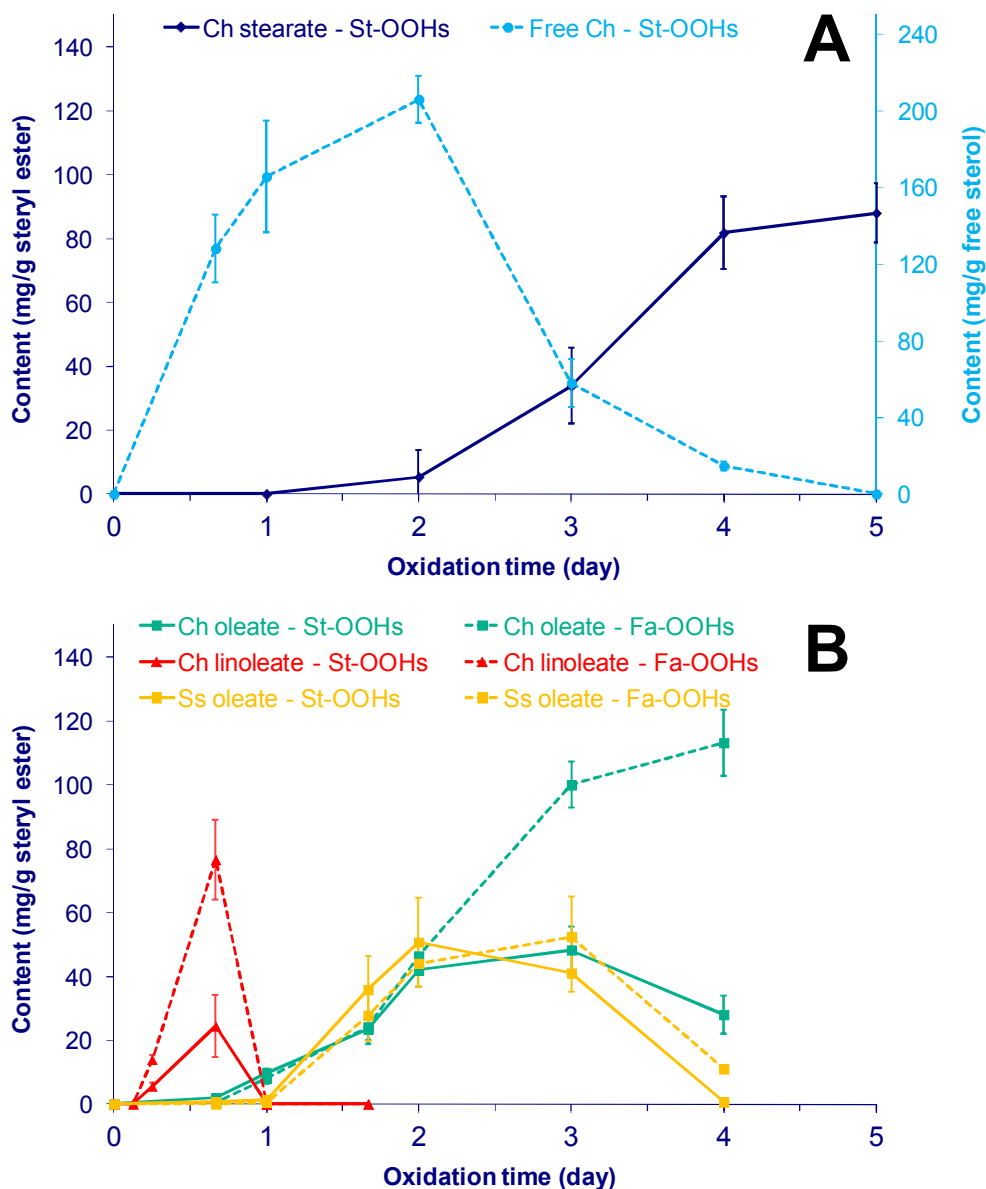 Ch stearate - St-OOHs Free Ch - St-OOHs
A
Content (mg/g steryl ester)
140
120
100
80
60
40
20
0
240
200
160
120
80
40
0
Content (mg/g free sterol)
0 1 2 3 4 5
Oxidation time (day)
Ch oleate - St-OOHs Ch oleate - Fa-OOHs
Ch linoleate - St-OOHs Ch linoleate - Fa-OOHs
Ss oleate - St-OOHs Ss oleate - Fa-OOHs
B
Content (mg/g steryl ester)
140
120
100
80
60
40
20
0
0 1 2 3 4 5
Oxidation time (day)